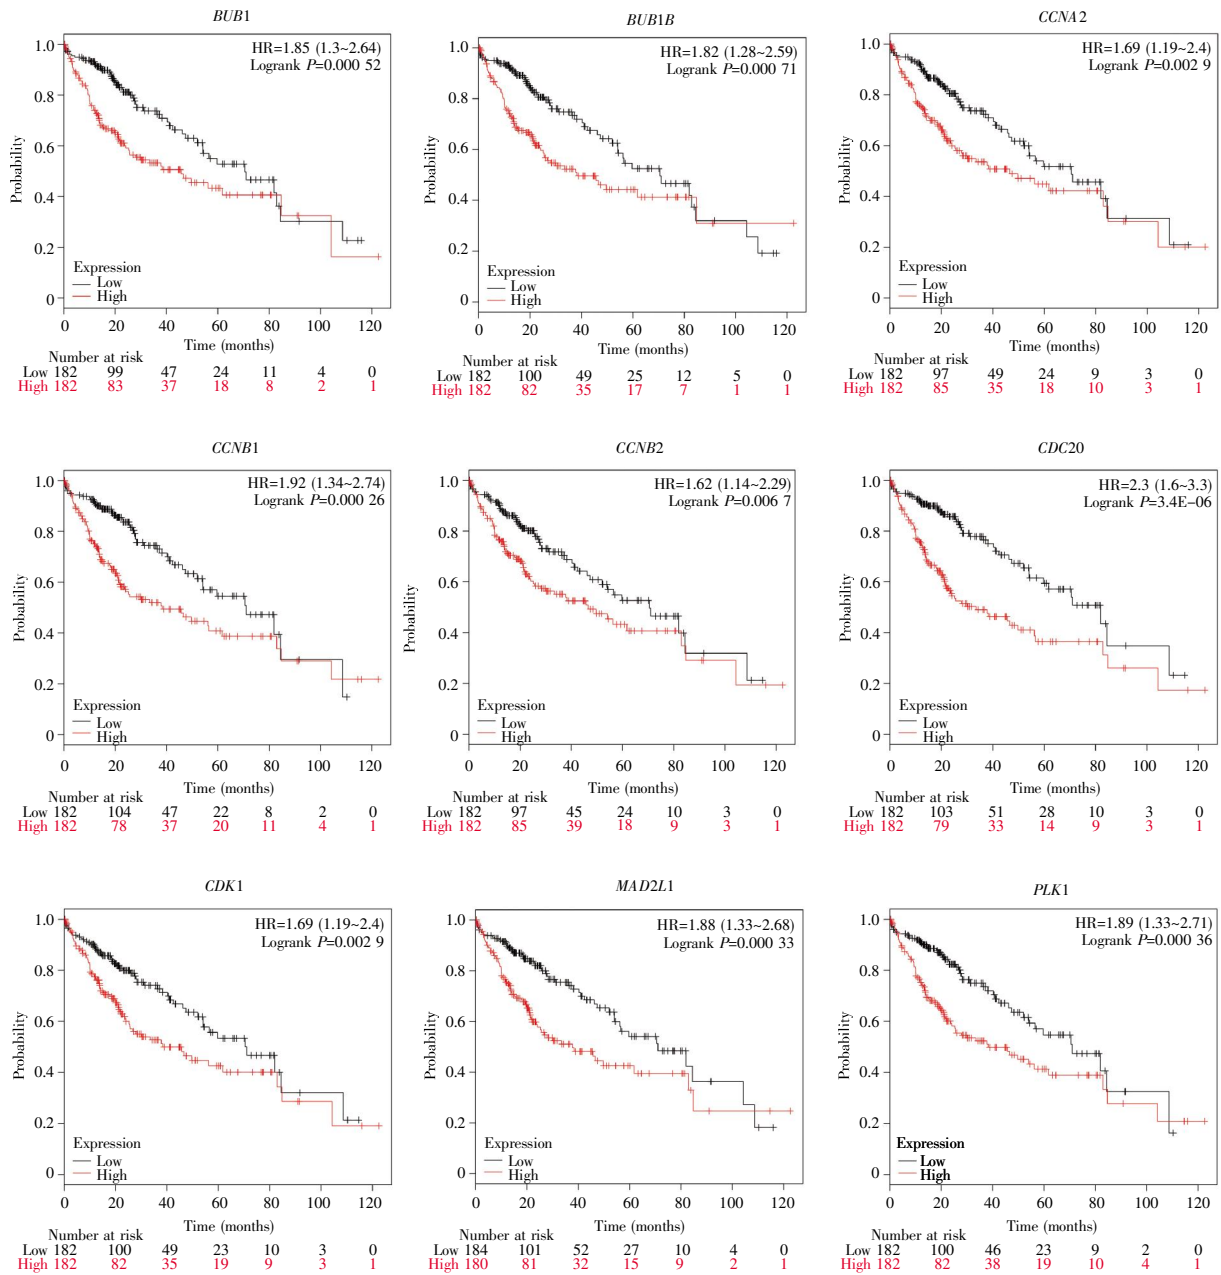 BUB1
HR=1.85 (1.3~2.64)
Logrank P=0.000 52
1.0
0.8
0.6
0.4
0.2
0
Probability
Expression
Low
High
0 20 40 60 80 100 120
Time (months)
Number at risk
Low 182 99 47 24 11 4 0
High 182 83 37 18 8 2 1
BUB1B
HR=1.82 (1.28~2.59)
Logrank P=0.000 71
1.0
0.8
0.6
0.4
0.2
0
Probability
Expression
Low
High
0 20 40 60 80 100 120
Time (months)
Number at risk
Low 182 100 49 25 12 5 0
High 182 82 35 17 7 1 1
CCNA2
HR=1.69 (1.19~2.4)
Logrank P=0.002 9
1.0
0.8
0.6
0.4
0.2
0
Probability
Expression
Low
High
0 20 40 60 80 100 120
Time (months)
Number at risk
Low 182 97 49 24 9 3 0
High 182 85 35 18 10 3 1
CCNB1
HR=1.92 (1.34~2.74)
Logrank P=0.000 26
1.0
0.8
0.6
0.4
0.2
0
Probability
Expression
Low
High
0 20 40 60 80 100 120
Time (months)
Number at risk
Low 182 104 47 22 8 2 0
High 182 78 37 20 11 4 1
CCNB2
HR=1.62 (1.14~2.29)
Logrank P=0.006 7
1.0
0.8
0.6
0.4
0.2
0
Probability
Expression
Low
High
0 20 40 60 80 100 120
Time (months)
Number at risk
Low 182 97 45 24 10 3 0
High 182 85 39 18 9 3 1
CDC20
HR=2.3 (1.6~3.3)
Logrank P=3.4E−06
1.0
0.8
0.6
0.4
0.2
0
Probability
Expression
Low
High
0 20 40 60 80 100 120
Time (months)
Number at risk
Low 182 103 51 28 10 3 0
High 182 79 33 14 9 3 1
CDK1
HR=1.69 (1.19~2.4)
Logrank P=0.002 9
1.0
0.8
0.6
0.4
0.2
0
Probability
Expression
Low
High
0 20 40 60 80 100 120
Time (months)
Number at risk
Low 182 100 49 23 10 3 0
High 182 82 35 19 9 3 1
MAD2L1
HR=1.88 (1.33~2.68)
Logrank P=0.000 33
1.0
0.8
0.6
0.4
0.2
0
Probability
Expression
Low
High
0 20 40 60 80 100 120
Time (months)
Number at risk
Low 184 101 52 27 10 4 0
High 180 81 32 15 9 2 1
PLK1
HR=1.89 (1.33~2.71)
Logrank P=0.000 36
1.0
0.8
0.6
0.4
0.2
0
Probability
Expression
Low
High
0 20 40 60 80 100 120
Time (months)
Number at risk
Low 182 100 46 23 9 2 0
High 182 82 38 19 10 4 1